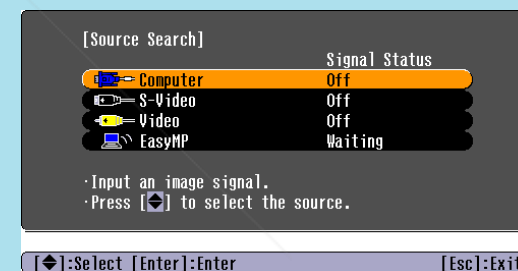 [Source Search]
Signal Status
Computer Off
S-Video Off
Video Off
EasyMP Waiting
·Input an image signal.
·Press [◆] to select the source.
[◆]:Select [Enter]:Enter [Esc]:Exit